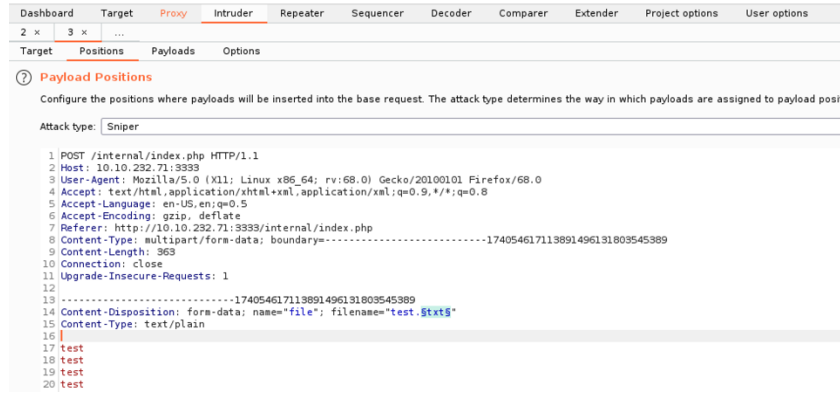 Dashboard Target Proxy Intruder Repeater Sequencer Decoder Comparer Extender Project options User options
2 × 3 × ...
Target Positions Payloads Options
? Payload Positions
Configure the positions where payloads will be inserted into the base request. The attack type determines the way in which payloads are assigned to payload posi
Attack type: Sniper
1 POST /internal/index.php HTTP/1.1
2 Host: 10.10.232.71:3333
3 User-Agent: Mozilla/5.0 (X11; Linux x86_64; rv:68.0) Gecko/20100101 Firefox/68.0
4 Accept: text/html,application/xhtml+xml,application/xml;q=0.9,*/*;q=0.8
5 Accept-Language: en-US,en;q=0.5
6 Accept-Encoding: gzip, deflate
7 Referer: http://10.10.232.71:3333/internal/index.php
8 Content-Type: multipart/form-data; boundary=---------------------------174054617113891496131803545389
9 Content-Length: 363
10 Connection: close
11 Upgrade-Insecure-Requests: 1
12
13 -----------------------------174054617113891496131803545389
14 Content-Disposition: form-data; name="file"; filename="test.§txt§"
15 Content-Type: text/plain
16
17 test
18 test
19 test
20 test